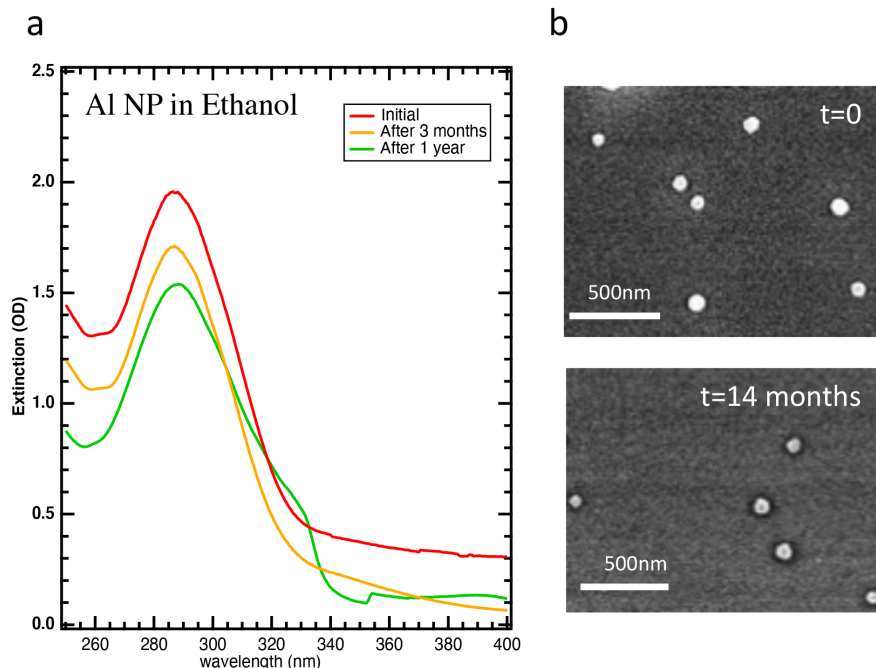 a
b
Al NP in Ethanol
Initial
After 3 months
After 1 year
2.5
2.0
1.5
1.0
0.5
0.0
Extinction (OD)
260
280
300
320
340
360
380
400
wavelength (nm)
t=0
500nm
t=14 months
500nm